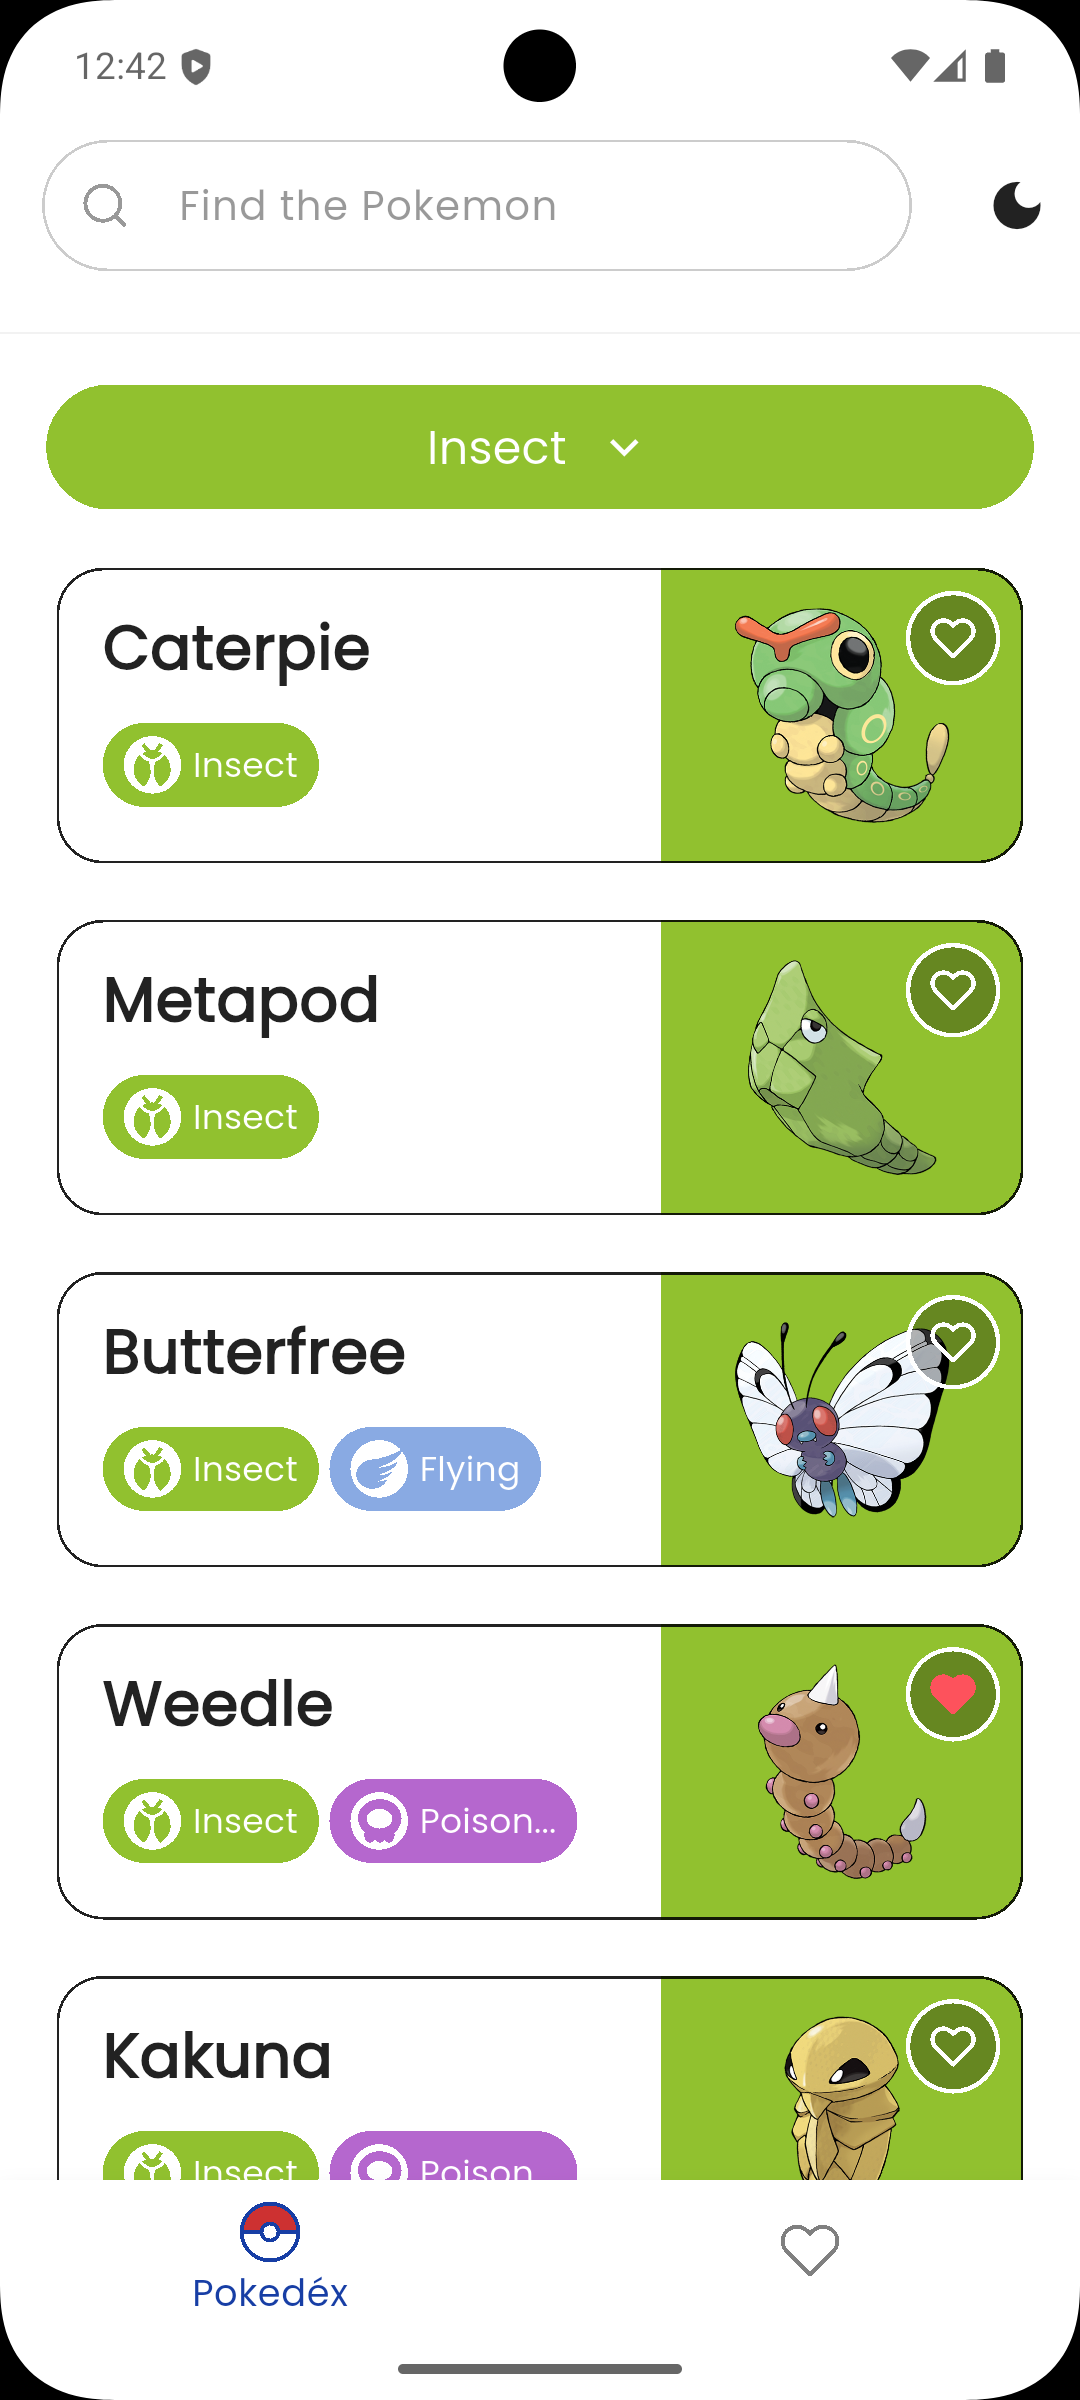 12:42
Find the Pokemon
Insect
Caterpie
Insect
Metapod
Insect
Butterfree
Insect Flying
Weedle
Insect Poison...
Kakuna
Insect Poison
Pokedéx